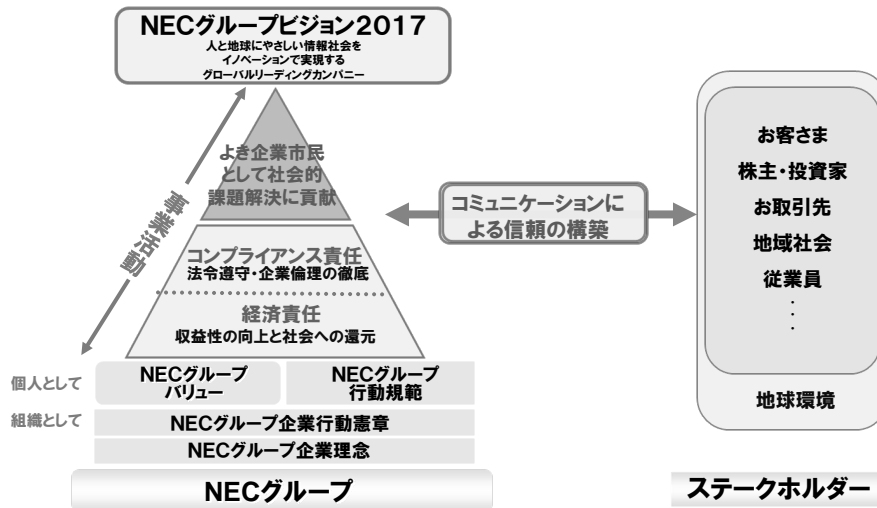 NECグループビジョン2017
人と地球にやさしい情報社会を
イノベーションで実現する
グローバルリーディングカンパニー
よき企業市民
として社会的
課題解決に貢献
事業活動
コンプライアンス責任
法令遵守・企業倫理の徹底
経済責任
収益性の向上と社会への還元
個人として
NECグループ
バリュー
NECグループ
行動規範
組織として
NECグループ企業行動憲章
NECグループ企業理念
NECグループ
コミュニケーションに
よる信頼の構築
お客さま
株主・投資家
お取引先
地域社会
従業員
・
・
・
地球環境
ステークホルダー